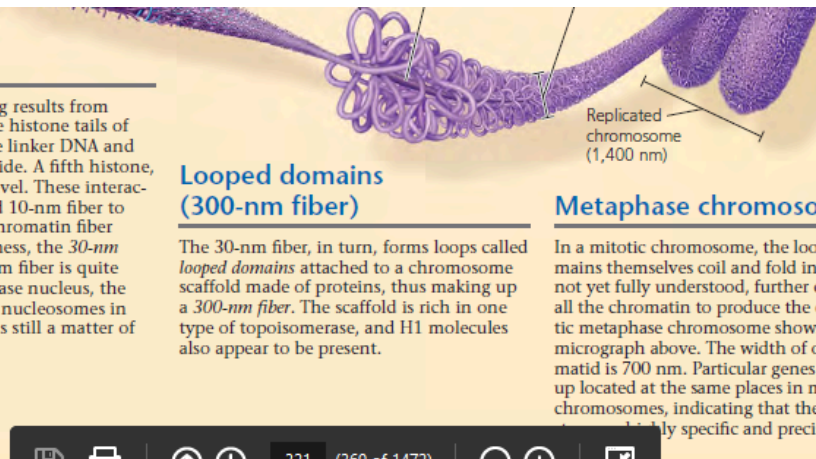 g results from
e histone tails of
e linker DNA and
ide. A fifth histone,
vel. These interac-
l 10-nm fiber to
hromatin fiber
ness, the 30-nm
m fiber is quite
ase nucleus, the
nucleosomes in
s still a matter of
Looped domains
(300-nm fiber)
The 30-nm fiber, in turn, forms loops called
looped domains attached to a chromosome
scaffold made of proteins, thus making up
a 300-nm fiber. The scaffold is rich in one
type of topoisomerase, and H1 molecules
also appear to be present.
Replicated
chromosome
(1,400 nm)
Metaphase chromoso
In a mitotic chromosome, the loo
mains themselves coil and fold in
not yet fully understood, further
all the chromatin to produce the
tic metaphase chromosome show
micrograph above. The width of
matid is 700 nm. Particular genes
up located at the same places in
chromosomes, indicating that the
ly specific and preci